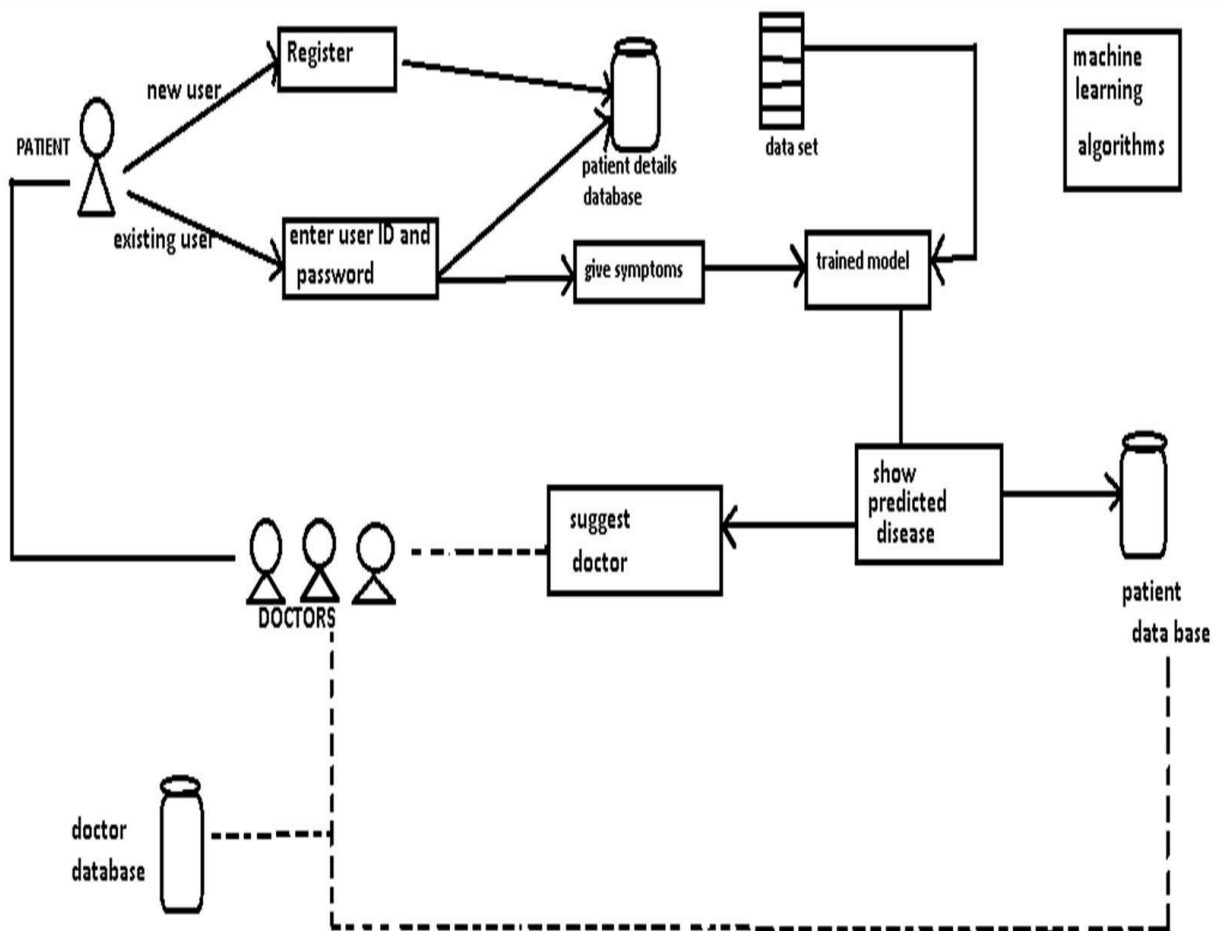 Register
machine
learning
algorithms
new user
PATIENT
data set
patient details
database
existing user
enter user ID and
password
give symptoms
trained model
show
predicted
disease
suggest
doctor
patient
data base
DOCTORS
doctor
database